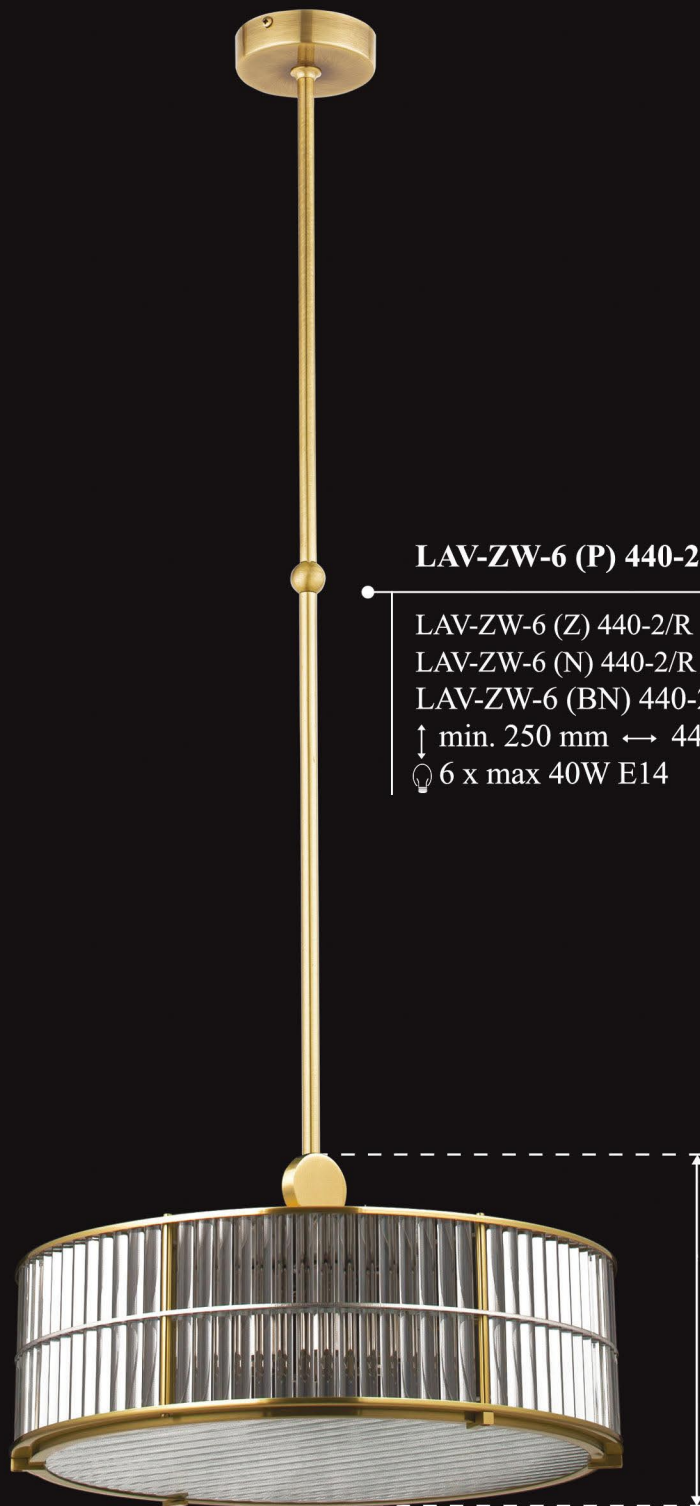 LAV-ZW-6 (P) 440-2
LAV-ZW-6 (Z) 440-2/R
LAV-ZW-6 (N) 440-2/R
LAV-ZW-6 (BN) 440-
↕ min. 250 mm ↔ 44
6 x max 40W E14